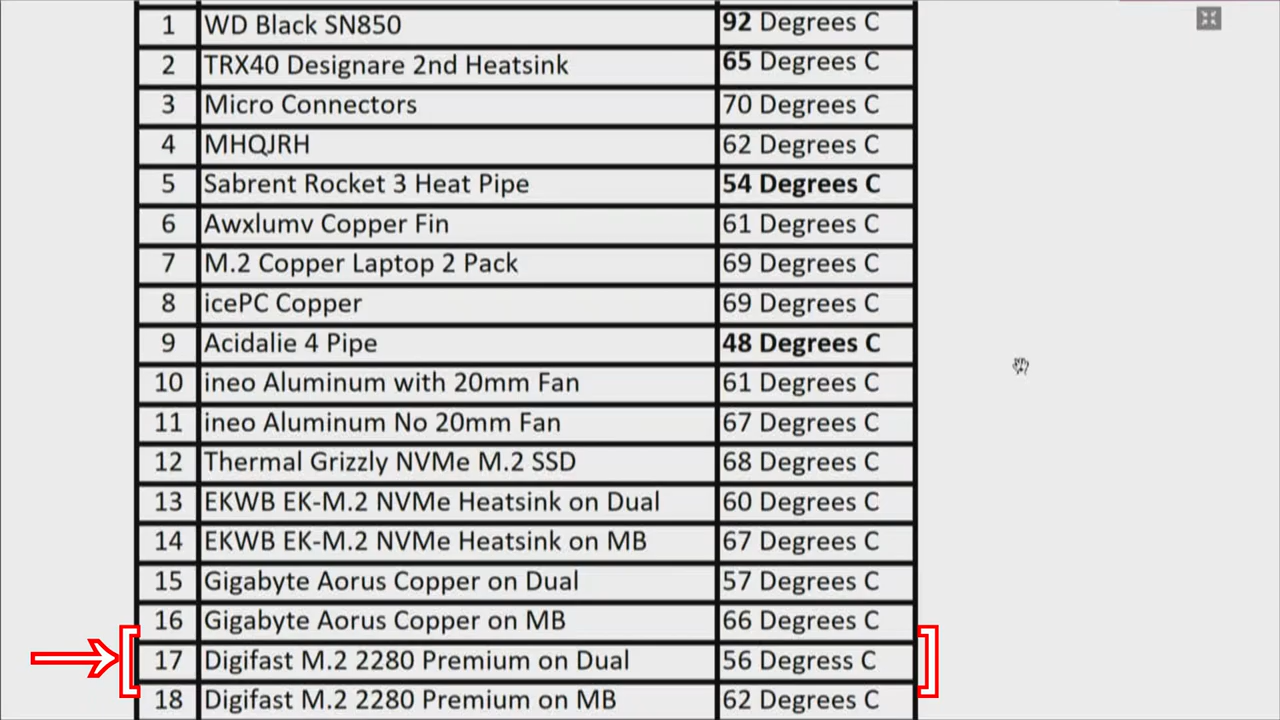 1 WD Black SN850 92 Degrees C
2 TRX40 Designare 2nd Heatsink 65 Degrees C
3 Micro Connectors 70 Degrees C
4 MHQJRH 62 Degrees C
5 Sabrent Rocket 3 Heat Pipe 54 Degrees C
6 Awxlumv Copper Fin 61 Degrees C
7 M.2 Copper Laptop 2 Pack 69 Degrees C
8 icePC Copper 69 Degrees C
9 Acidalie 4 Pipe 48 Degrees C
10 ineo Aluminum with 20mm Fan 61 Degrees C
11 ineo Aluminum No 20mm Fan 67 Degrees C
12 Thermal Grizzly NVMe M.2 SSD 68 Degrees C
13 EKWB EK-M.2 NVMe Heatsink on Dual 60 Degrees C
14 EKWB EK-M.2 NVMe Heatsink on MB 67 Degrees C
15 Gigabyte Aorus Copper on Dual 57 Degrees C
16 Gigabyte Aorus Copper on MB 66 Degrees C
17 Digifast M.2 2280 Premium on Dual 56 Degress C
18 Digifast M.2 2280 Premium on MB 62 Degrees C